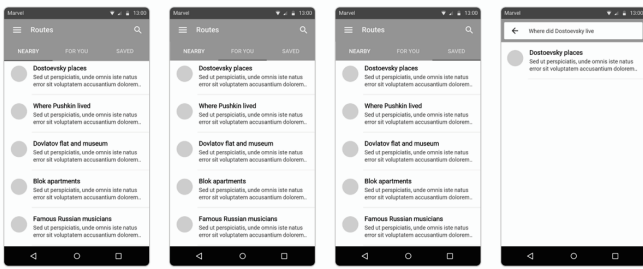 Marvel 13:00
Routes
NEARBY FOR YOU SAVED
Dostoevsky places
Sed ut perspiciatis, unde omnis iste natus
error sit voluptatem accusantium dolorem..
Where Pushkin lived
Sed ut perspiciatis, unde omnis iste natus
error sit voluptatem accusantium dolorem..
Dovlatov flat and museum
Sed ut perspiciatis, unde omnis iste natus
error sit voluptatem accusantium dolorem..
Blok apartments
Sed ut perspiciatis, unde omnis iste natus
error sit voluptatem accusantium dolorem..
Famous Russian musicians
Sed ut perspiciatis, unde omnis iste natus
error sit voluptatem accusantium dolorem..
Marvel 13:00
Routes
NEARBY FOR YOU SAVED
Dostoevsky places
Sed ut perspiciatis, unde omnis iste natus
error sit voluptatem accusantium dolorem..
Where Pushkin lived
Sed ut perspiciatis, unde omnis iste natus
error sit voluptatem accusantium dolorem..
Dovlatov flat and museum
Sed ut perspiciatis, unde omnis iste natus
error sit voluptatem accusantium dolorem..
Blok apartments
Sed ut perspiciatis, unde omnis iste natus
error sit voluptatem accusantium dolorem..
Famous Russian musicians
Sed ut perspiciatis, unde omnis iste natus
error sit voluptatem accusantium dolorem..
Marvel 13:00
Routes
NEARBY FOR YOU SAVED
Dostoevsky places
Sed ut perspiciatis, unde omnis iste natus
error sit voluptatem accusantium dolorem..
Where Pushkin lived
Sed ut perspiciatis, unde omnis iste natus
error sit voluptatem accusantium dolorem..
Dovlatov flat and museum
Sed ut perspiciatis, unde omnis iste natus
error sit voluptatem accusantium dolorem..
Blok apartments
Sed ut perspiciatis, unde omnis iste natus
error sit voluptatem accusantium dolorem..
Famous Russian musicians
Sed ut perspiciatis, unde omnis iste natus
error sit voluptatem accusantium dolorem..
Marvel 13:00
Where did Dostoevsky live
Dostoevsky places
Sed ut perspiciatis, unde omnis iste natus
error sit voluptatem accusantium dolorem..